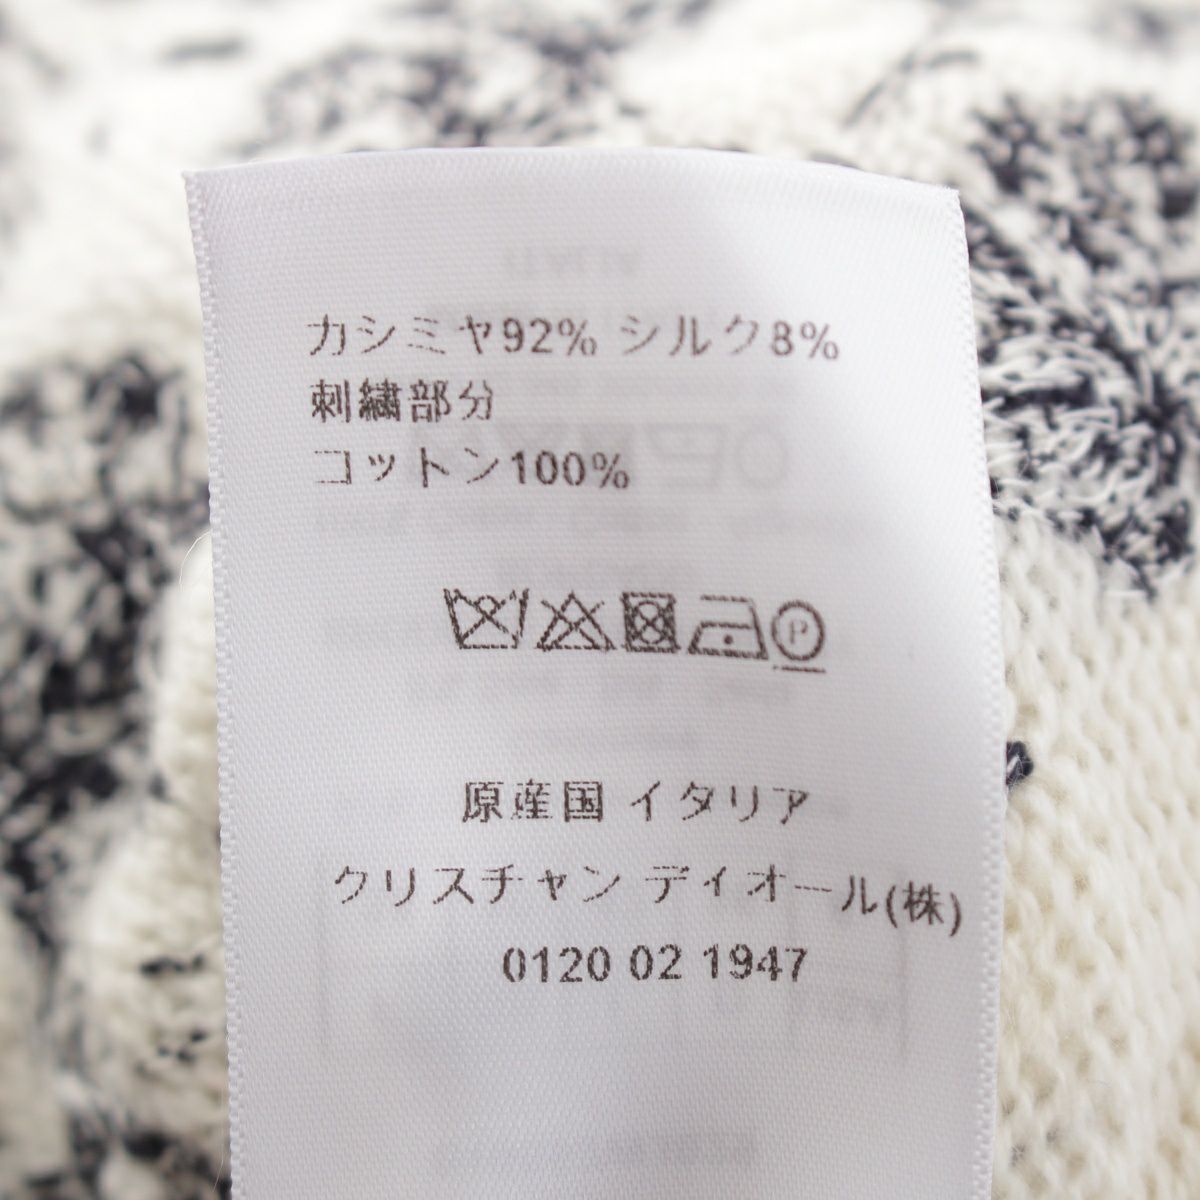 カシミヤ92% シルク8%
刺繍部分
コットン100%
P
原産国 イタリア
クリスチャン ディオール(株)
0120 02 1947